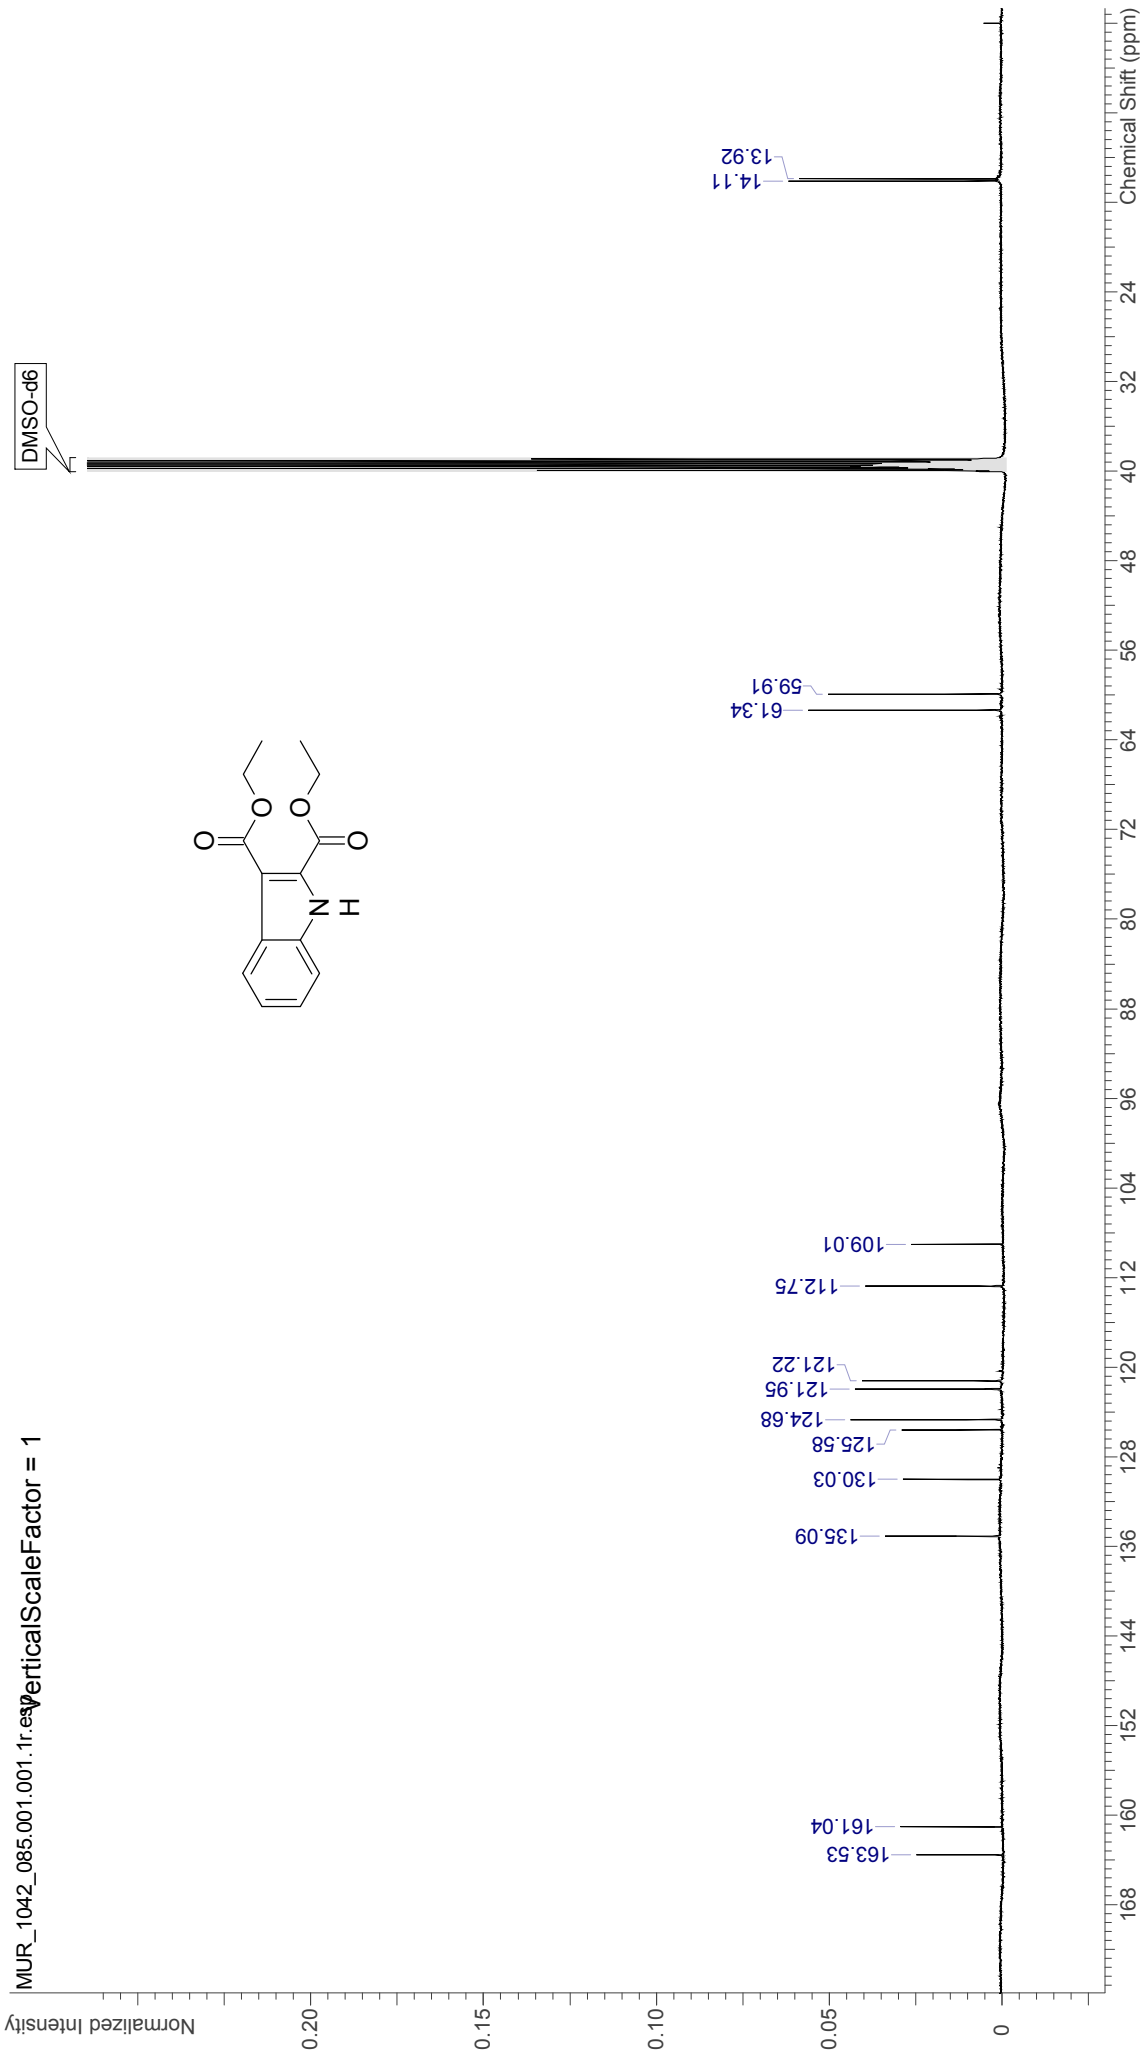 MUR_1042_085.001.001.1r.esp
VerticalScaleFactor = 1
DMSO-d6
O
O
O
O
N
H
163.53
161.04
135.09
130.03
125.58
124.68
121.95
121.22
112.75
109.01
61.34
59.91
14.11
13.92
Normalized Intensity
0.20
0.15
0.10
0.05
0
168 160 152 144 136 128 120 112 104 96 88 80 72 64 56 48 40 32 24
Chemical Shift (ppm)